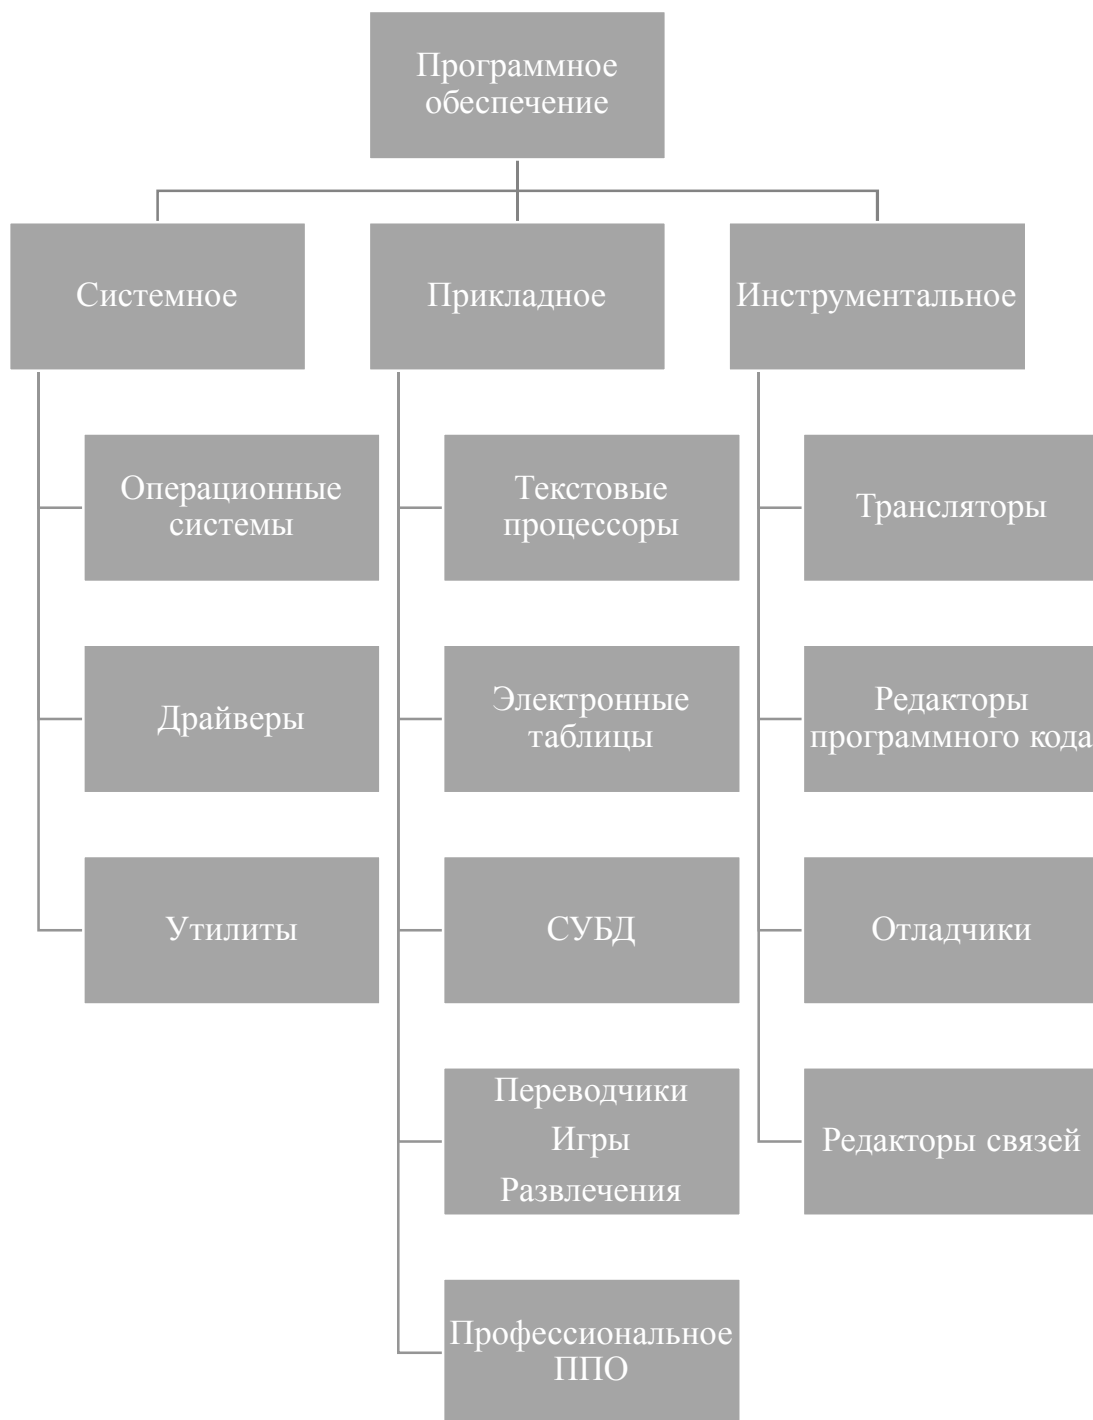 Программное
обеспечение
Системное
Прикладное
Инструментальное
Операционные
системы
Текстовые
процессоры
Трансляторы
Драйверы
Электронные
таблицы
Редакторы
программного кода
Утилиты
СУБД
Отладчики
Переводчики
Игры
Развлечения
Редакторы связей
Профессиональное
ППО